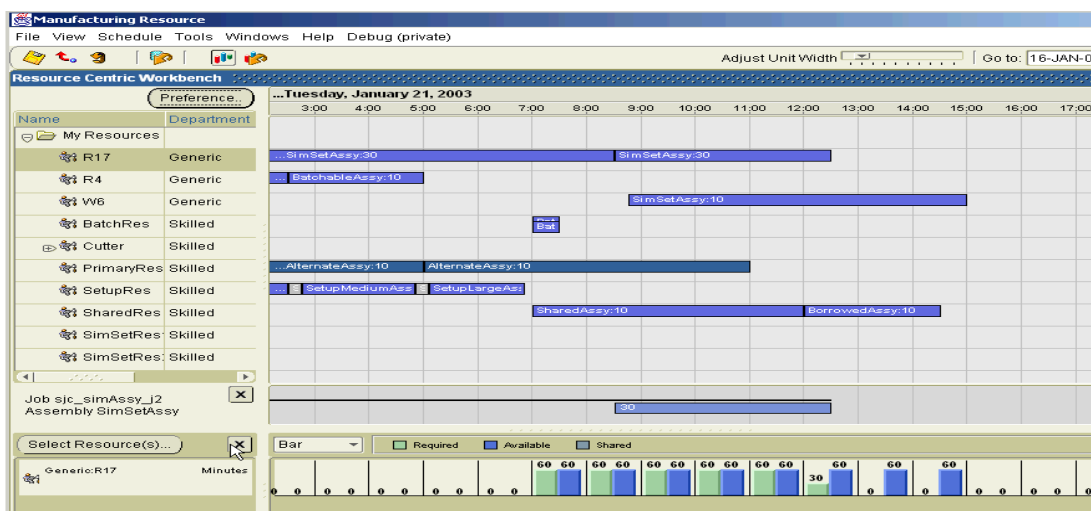 Manufacturing Resource
File View Schedule Tools Windows Help Debug (private)
Adjust Unit Width Go to: 16-JAN-0
Resource Centric Workbench
Preference.. ...Tuesday, January 21, 2003
3:00 4:00 5:00 6:00 7:00 8:00 9:00 10:00 11:00 12:00 13:00 14:00 15:00 16:00 17:00
Name Department
My Resources
R17 Generic ...SimSetAssy:30 SimSetAssy:30
R4 Generic ... BatchableAssy:10
W6 Generic SimSetAssy:10
BatchRes Skilled Bat
Cutter Skilled
PrimaryRes Skilled ...AlternateAssy:10 AlternateAssy:10
SetupRes Skilled ... SetupMediumAss SetupLargeAss
SharedRes Skilled SharedAssy:10 BorrowedAssy:10
SimSetRes Skilled
SimSetRes Skilled
Job sjc_simAssy_j2
Assembly SimSetAssy
30
Select Resource(s)... Bar Required Available Shared
Generic:R17 Minutes
60 60 60 60 60 60 60 60 60 60 30 60 60 60
0 0 0 0 0 0 0 0 0 0 0 0 0 0 0 0